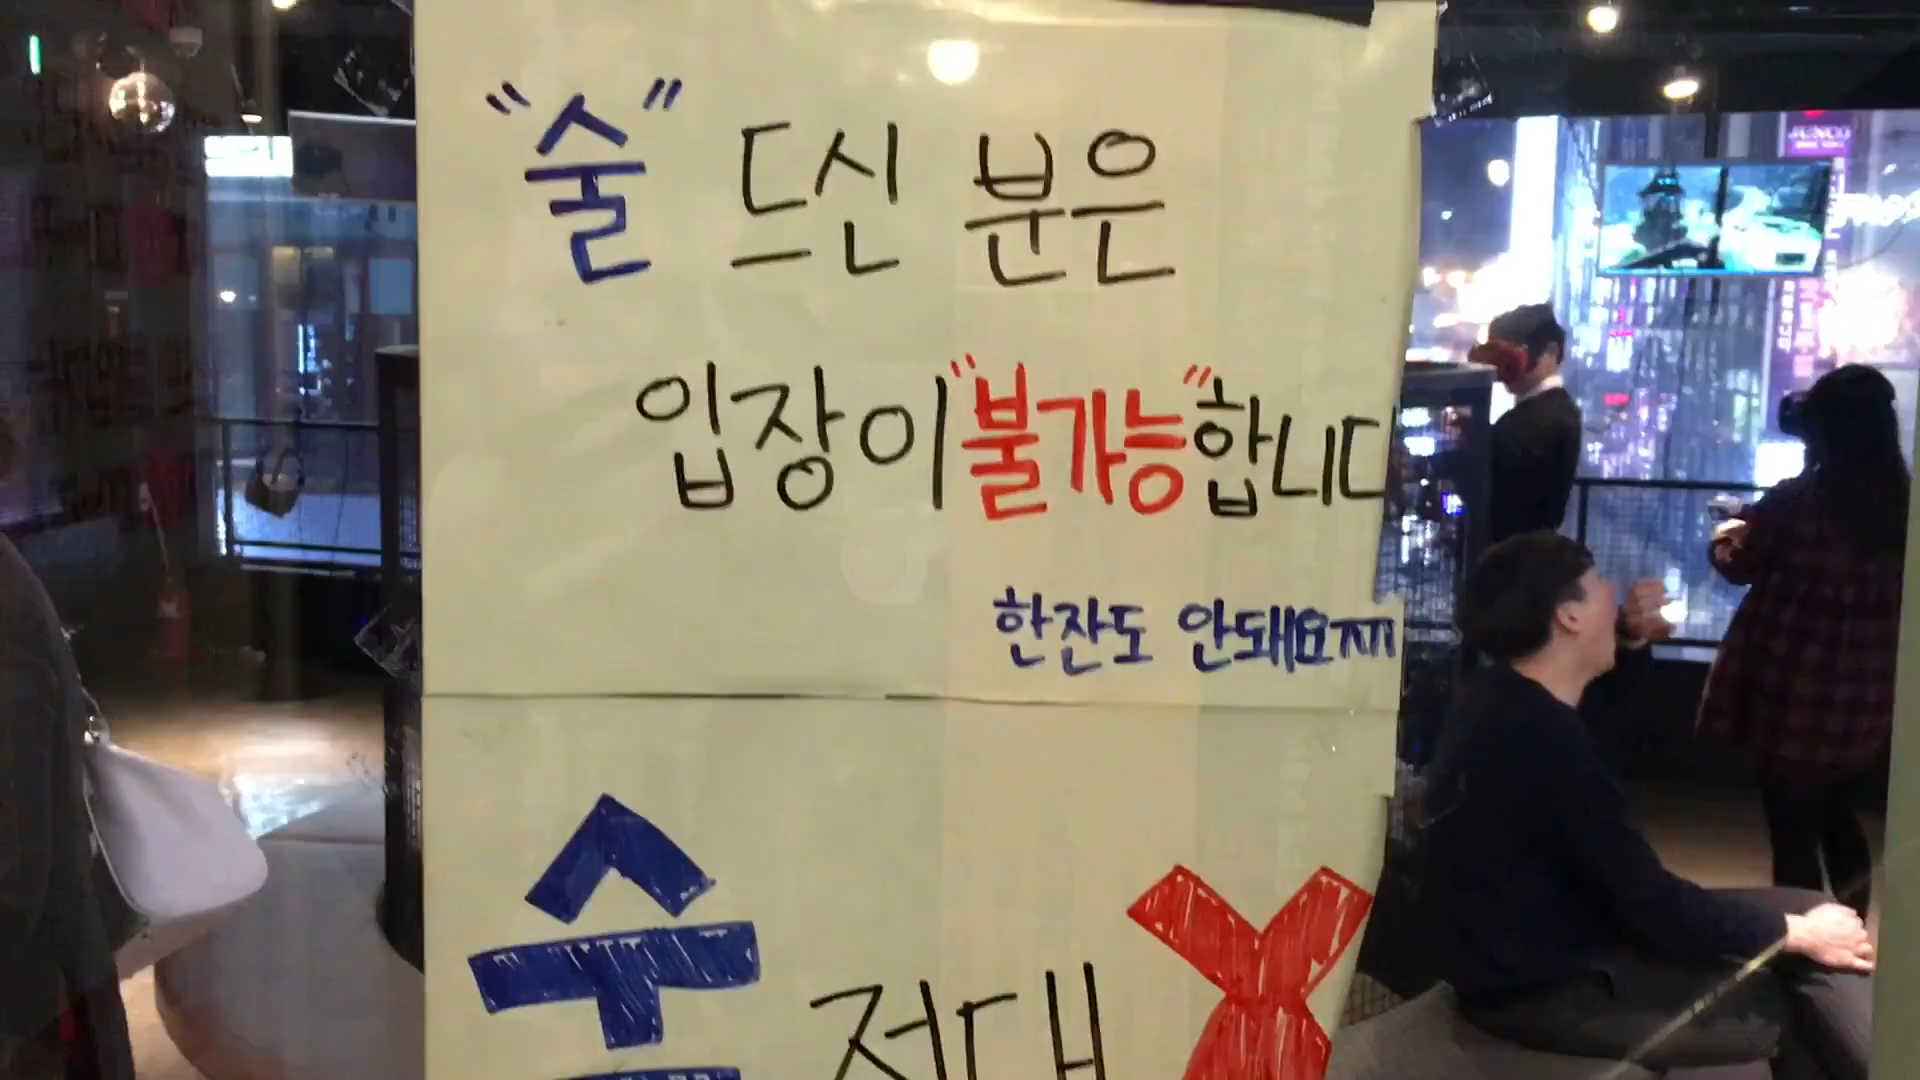 "술" 드신 분은
입장이 "불가능" 합니다
한잔도 안돼요ㅠㅠ
술 절대 X